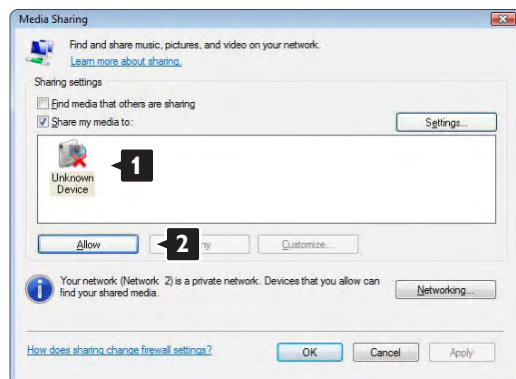 Media Sharing
Find and share music, pictures, and video on your network.
Learn more about sharing.
Sharing settings
Find media that others are sharing
Share my media to:
Settings...
Unknown
Device
1
Allow
2
Customize...
Your network (Network 2) is a private network. Devices that you allow can
find your shared media.
Networking...
How does sharing change firewall settings?
OK
Cancel
Apply